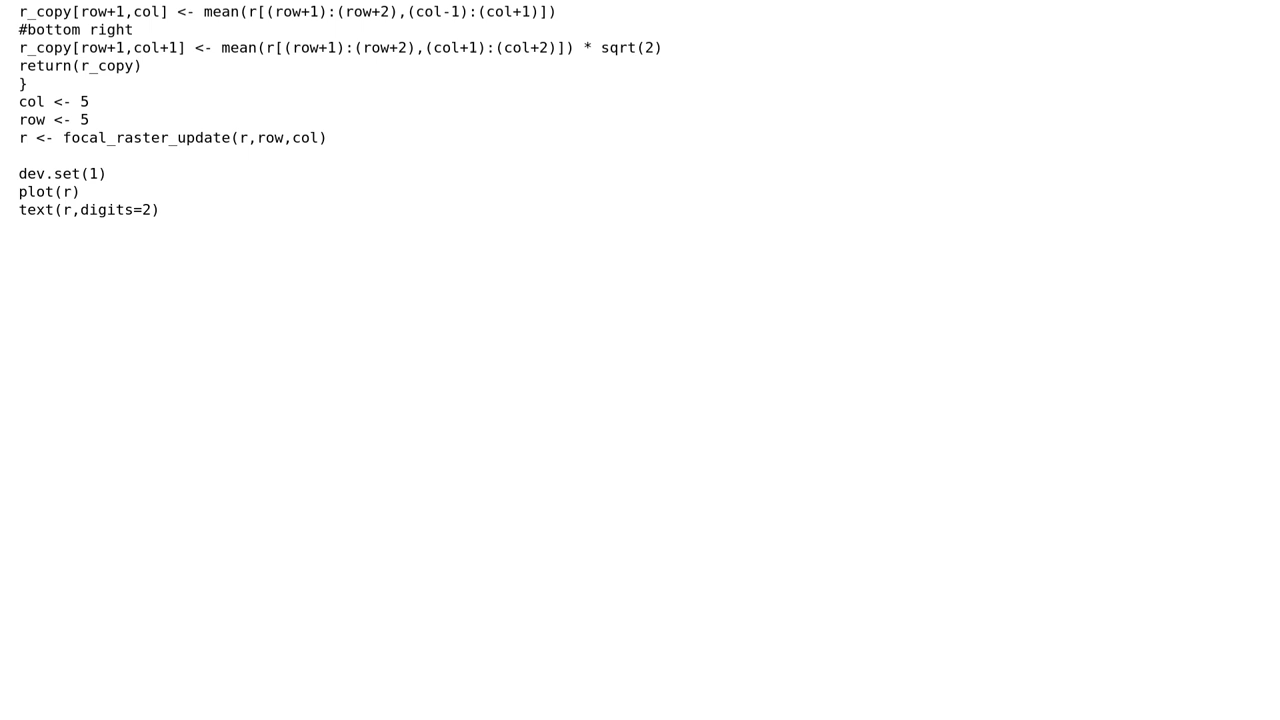 r_copy[row+1,col] <- mean(r[(row+1):(row+2),(col-1):(col+1)])
#bottom right
r_copy[row+1,col+1] <- mean(r[(row+1):(row+2),(col+1):(col+2)]) * sqrt(2)
return(r_copy)
}
col <- 5
row <- 5
r <- focal_raster_update(r,row,col)

dev.set(1)
plot(r)
text(r,digits=2)